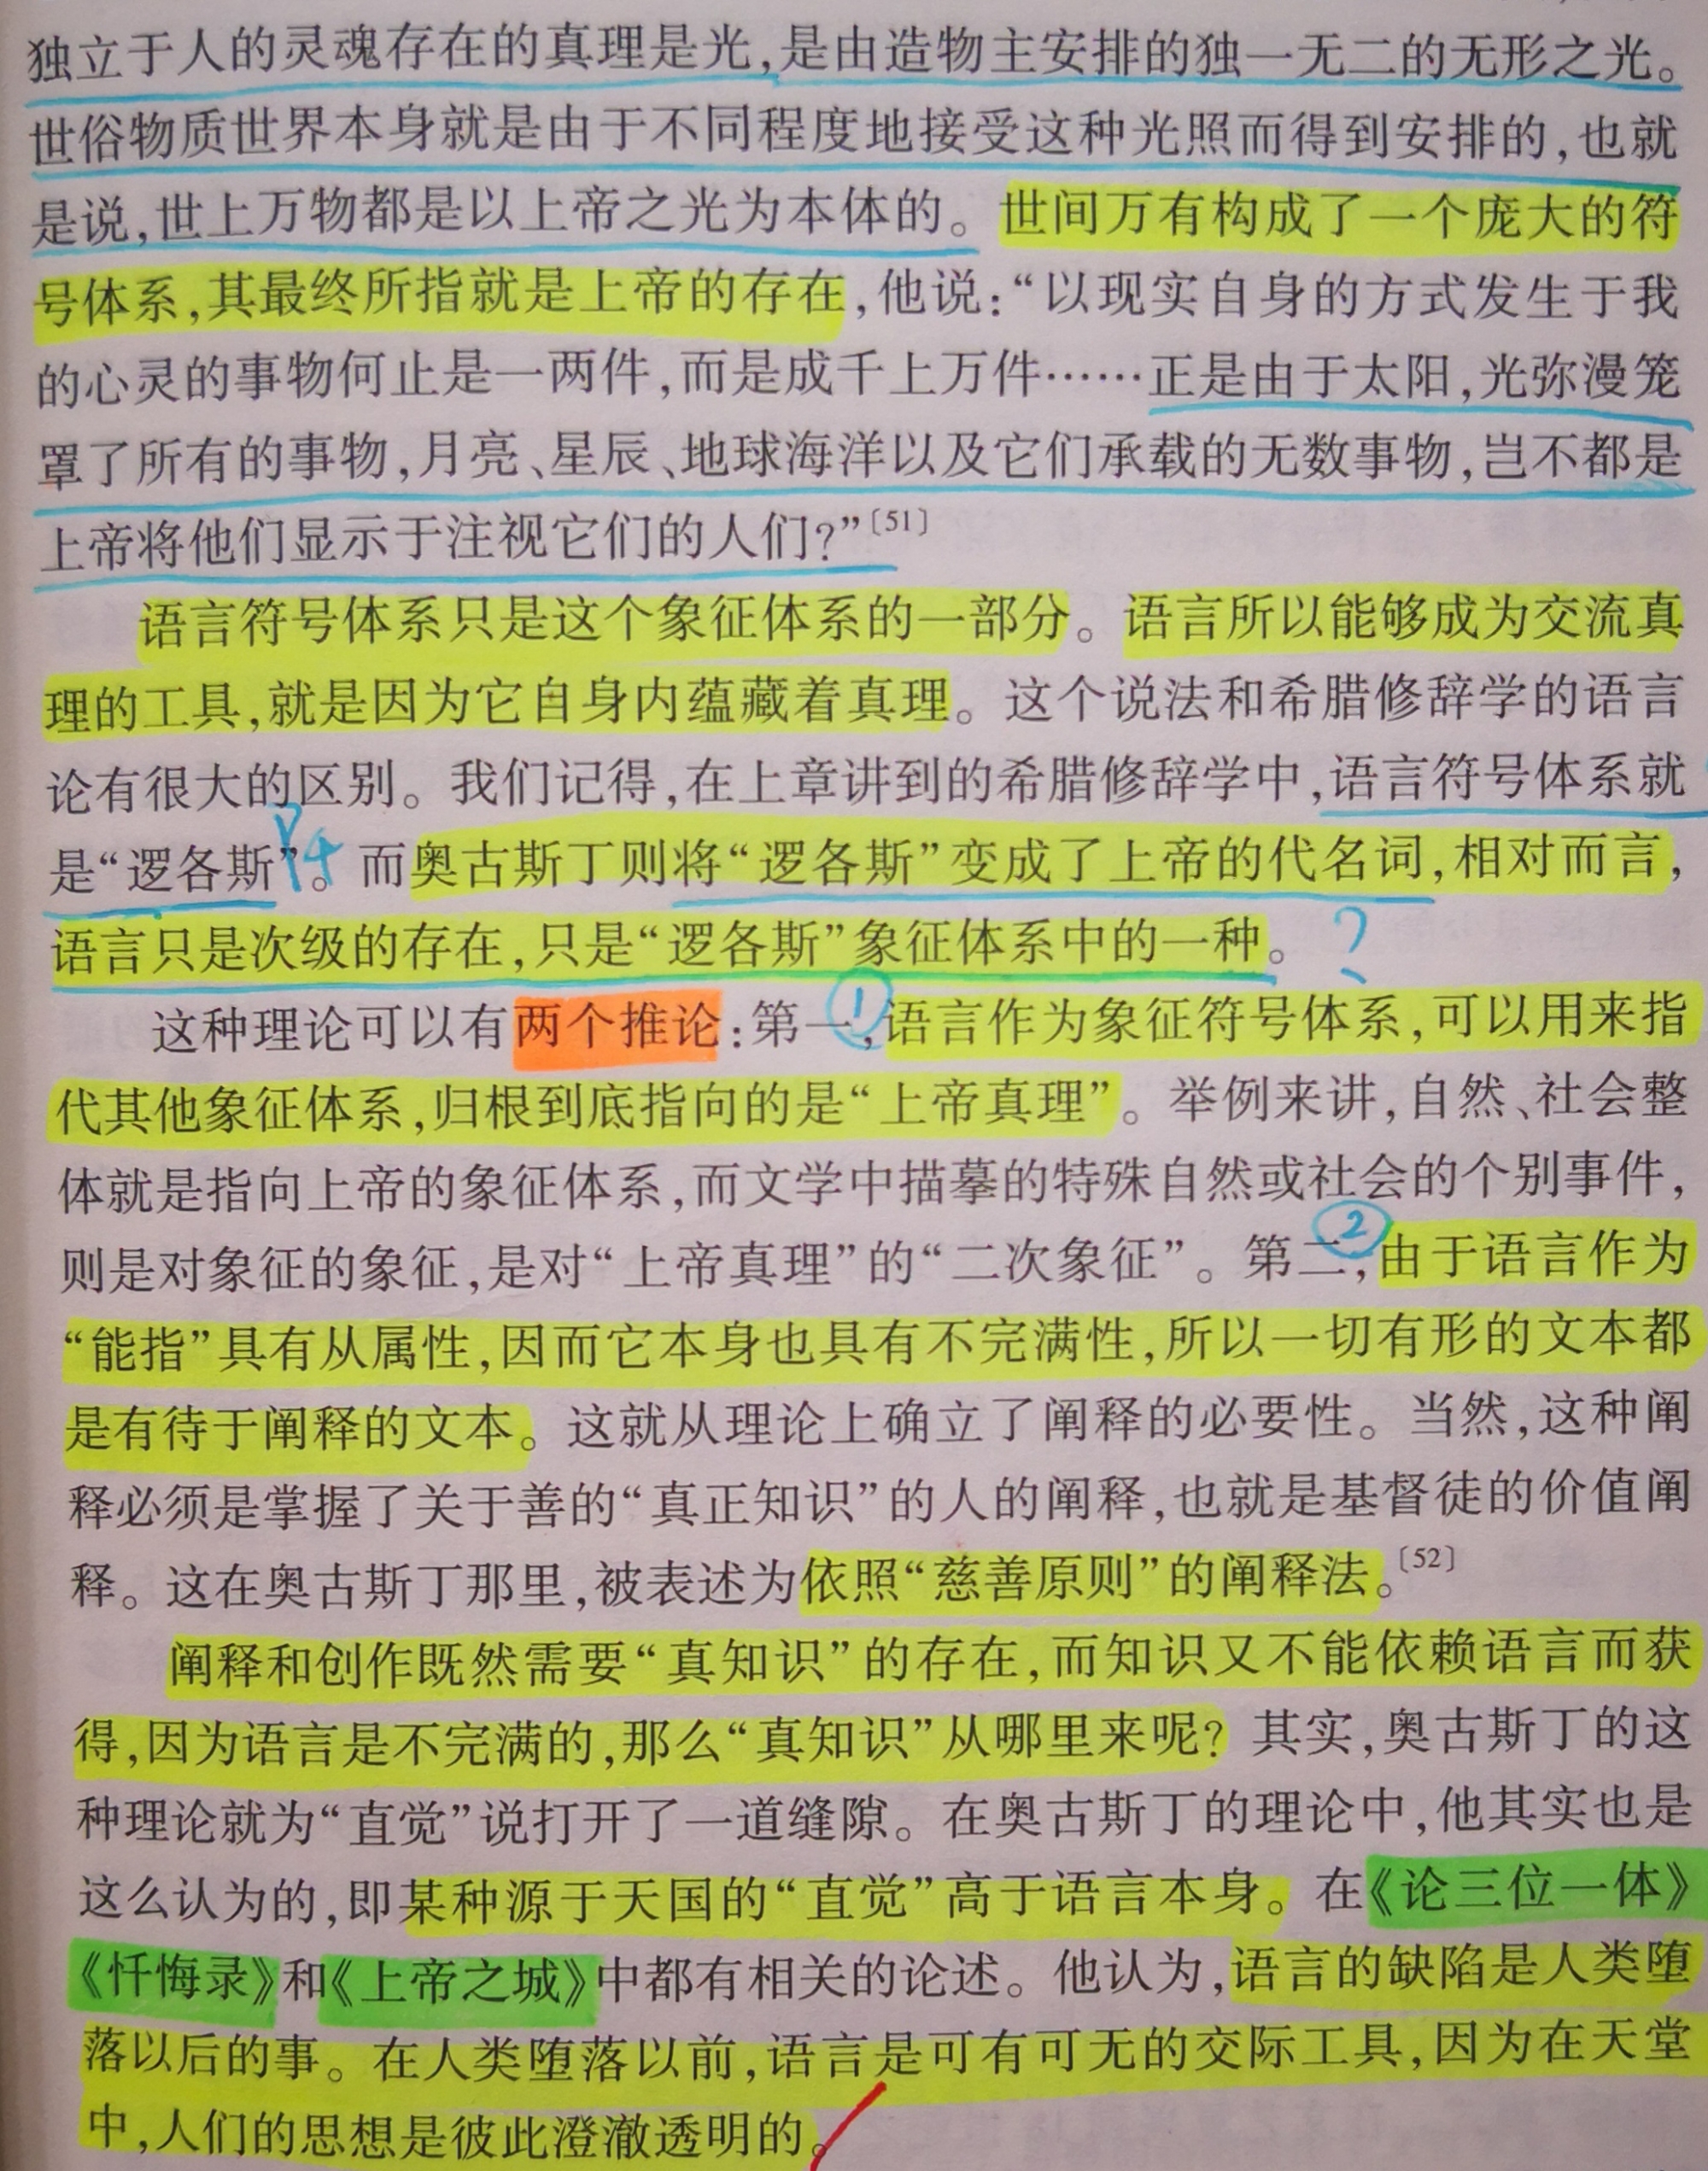 独立于人的灵魂存在的真理是光,是由造物主安排的独一无二的无形之光。
世俗物质世界本身就是由于不同程度地接受这种光照而得到安排的,也就
是说,世上万物都是以上帝之光为本体的。世间万有构成了一个庞大的符
号体系,其最终所指就是上帝的存在,他说:“以现实自身的方式发生于我
的心灵的事物何止是一两件,而是成千上万件……正是由于太阳,光弥漫笼
罩了所有的事物,月亮、星辰、地球海洋以及它们承载的无数事物,岂不都是
上帝将他们显示于注视它们的人们?”〔51〕
语言符号体系只是这个象征体系的一部分。语言所以能够成为交流真
理的工具,就是因为它自身内蕴藏着真理。这个说法和希腊修辞学的语言
论有很大的区别。我们记得,在上章讲到的希腊修辞学中,语言符号体系就
是“逻各斯”。而奥古斯丁则将“逻各斯”变成了上帝的代名词,相对而言,
P4
语言只是次级的存在,只是“逻各斯”象征体系中的一种。?
这种理论可以有两个推论:第一,①语言作为象征符号体系,可以用来指
代其他象征体系,归根到底指向的是“上帝真理”。举例来讲,自然、社会整
体就是指向上帝的象征体系,而文学中描摹的特殊自然或社会的个别事件,
则是对象征的象征,是对“上帝真理”的“二次象征”。第二,②由于语言作为
“能指”具有从属性,因而它本身也具有不完满性,所以一切有形的文本都
是有待于阐释的文本。这就从理论上确立了阐释的必要性。当然,这种阐
释必须是掌握了关于善的“真正知识”的人的阐释,也就是基督徒的价值阐
释。这在奥古斯丁那里,被表述为依照“慈善原则”的阐释法。〔52〕
阐释和创作既然需要“真知识”的存在,而知识又不能依赖语言而获
得,因为语言是不完满的,那么“真知识”从哪里来呢?其实,奥古斯丁的这
种理论就为“直觉”说打开了一道缝隙。在奥古斯丁的理论中,他其实也是
这么认为的,即某种源于天国的“直觉”高于语言本身。在《论三位一体》
《忏悔录》和《上帝之城》中都有相关的论述。他认为,语言的缺陷是人类堕
落以后的事。在人类堕落以前,语言是可有可无的交际工具,因为在天堂
中,人们的思想是彼此澄澈透明的。